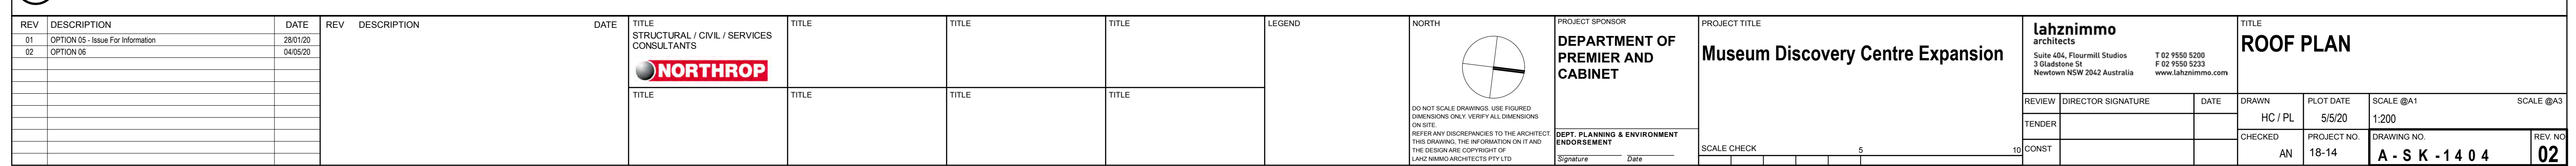 REV DESCRIPTION DATE
01 OPTION 05 - Issue For Information 28/01/20
02 OPTION 06 04/05/20
REV DESCRIPTION DATE
TITLE
STRUCTURAL / CIVIL / SERVICES
CONSULTANTS
NORTHROP
TITLE
TITLE
TITLE
TITLE
TITLE
TITLE
TITLE
LEGEND
NORTH
DO NOT SCALE DRAWINGS. USE FIGURED
DIMENSIONS ONLY. VERIFY ALL DIMENSIONS
ON SITE.
REFER ANY DISCREPANCIES TO THE ARCHITECT.
THIS DRAWING, THE INFORMATION ON IT AND
THE DESIGN ARE COPYRIGHT OF
LAHZ NIMMO ARCHITECTS PTY LTD
PROJECT SPONSOR
DEPARTMENT OF
PREMIER AND
CABINET
DEPT. PLANNING & ENVIRONMENT
ENDORSEMENT
Signature Date
PROJECT TITLE
Museum Discovery Centre Expansion
SCALE CHECK 5 10
lahznimmo
architects
Suite 404, Flourmill Studios T 02 9550 5200
3 Gladstone St F 02 9550 5233
Newtown NSW 2042 Australia www.lahznimmo.com
REVIEW DIRECTOR SIGNATURE DATE
TENDER
CONST
TITLE
ROOF PLAN
DRAWN PLOT DATE SCALE @A1 SCALE @A3
HC / PL 5/5/20 1:200
CHECKED PROJECT NO. DRAWING NO. REV. NO
AN 18-14 A-SK-1404 02